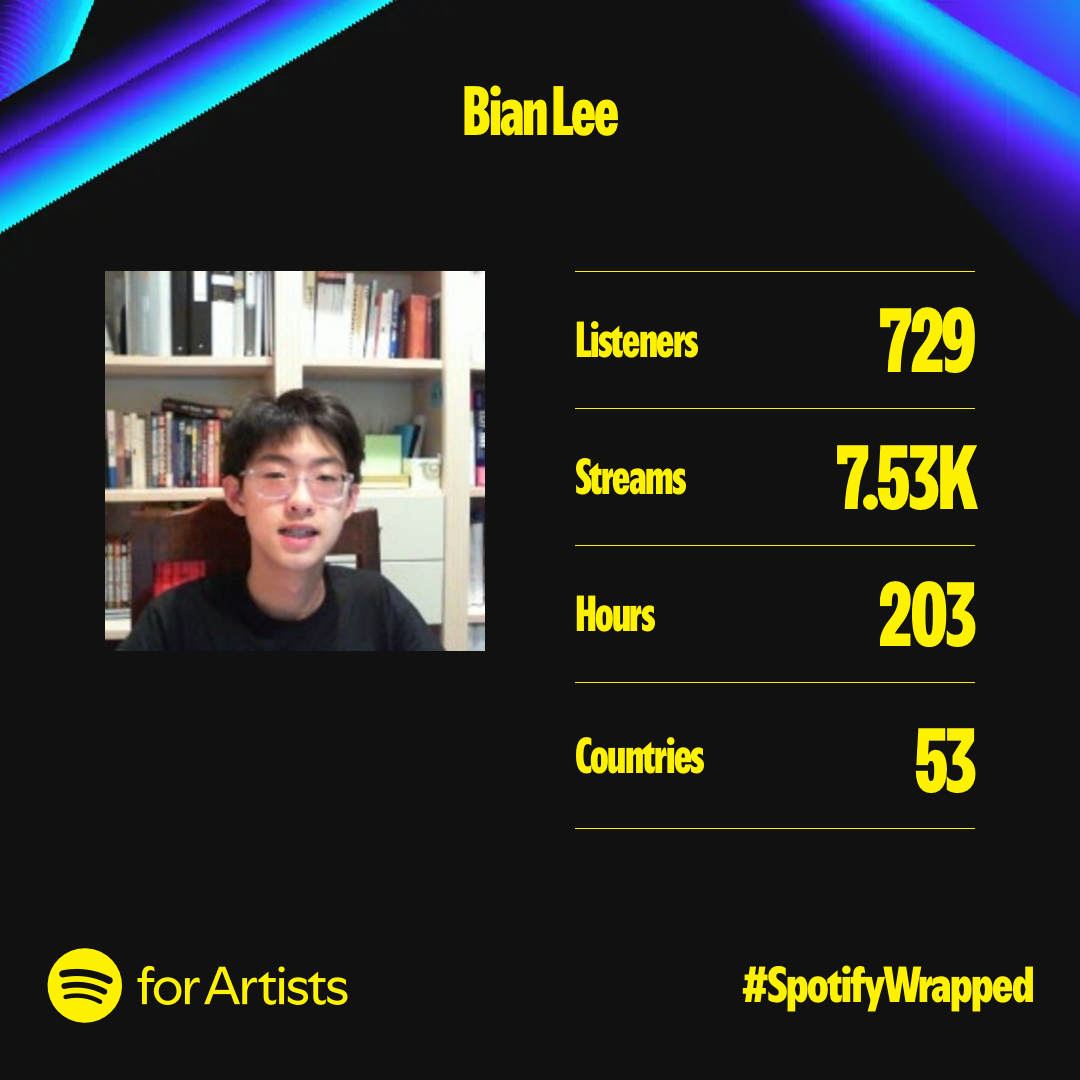 Bian Lee
Listeners 729
Streams 7.53K
Hours 203
Countries 53
for Artists
#SpotifyWrapped